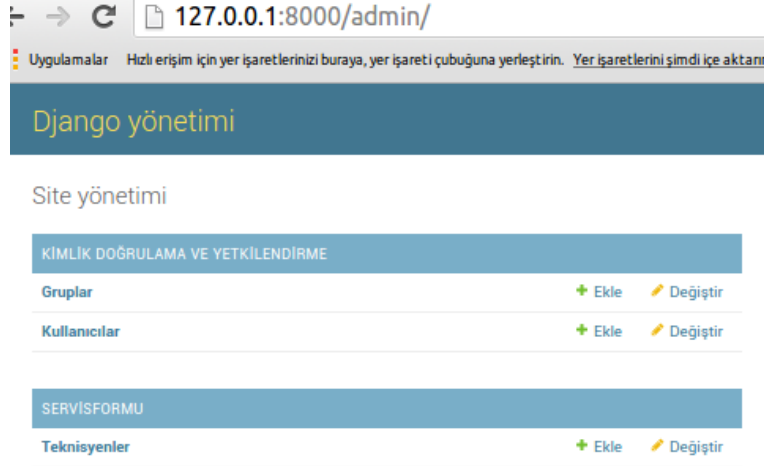 127.0.0.1:8000/admin/
Uygulamalar Hızlı erişim için yer işaretlerinizi buraya, yer işareti çubuğuna yerleştirin. Yer işaretlerini şimdi içe
Django yönetimi
Site yönetimi
KİMLİK DOĞRULAMA VE YETKİLENDİRME
Gruplar Ekle Değiştir
Kullanıcılar Ekle Değiştir
SERVİSFORMU
Teknisyenler Ekle Değiştir